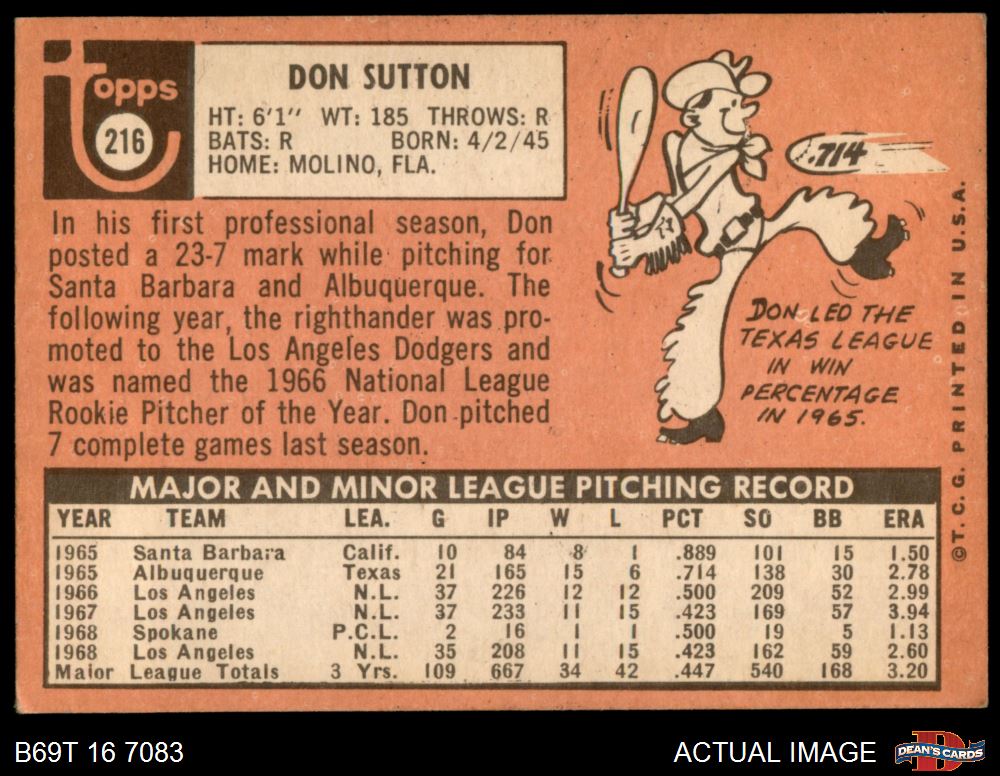 Topps
216
DON SUTTON
HT: 6'1" WT: 185 THROWS: R
BATS: R BORN: 4/2/45
HOME: MOLINO, FLA.
In his first professional season, Don
posted a 23-7 mark while pitching for
Santa Barbara and Albuquerque. The
following year, the righthander was pro-
moted to the Los Angeles Dodgers and
was named the 1966 National League
Rookie Pitcher of the Year. Don pitched
7 complete games last season.
.714
DON LED THE
TEXAS LEAGUE
IN WIN
PERCENTAGE
IN 1965.
©T. C. G. PRINTED IN U. S. A.
MAJOR AND MINOR LEAGUE PITCHING RECORD
YEAR TEAM LEA. G IP W L PCT SO BB ERA
1965 Santa Barbara Calif. 10 84 8 1 .889 101 15 1.50
1965 Albuquerque Texas 21 165 15 6 .714 138 30 2.78
1966 Los Angeles N.L. 37 226 12 12 .500 209 52 2.99
1967 Los Angeles N.L. 37 233 11 15 .423 169 57 3.94
1968 Spokane P.C.L. 2 16 1 1 .500 19 5 1.13
1968 Los Angeles N.L. 35 208 11 15 .423 162 59 2.60
Major League Totals 3 Yrs. 109 667 34 42 .447 540 168 3.20
B69T 16 7083
ACTUAL IMAGE
D
DEAN'S CARDS